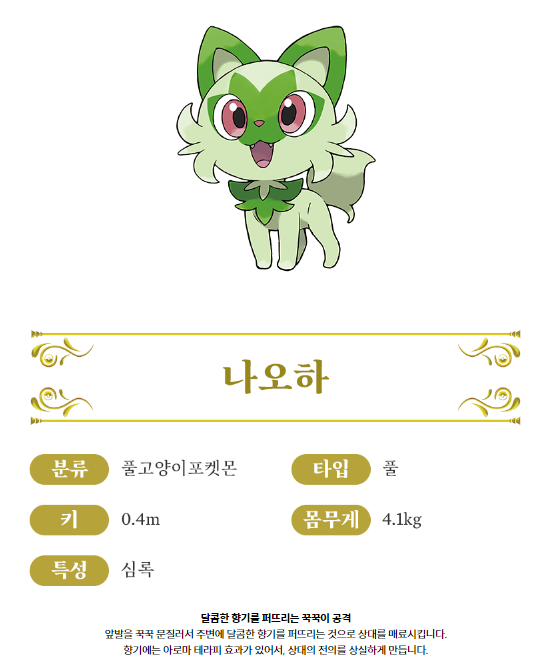 나오하
분류 풀고양이포켓몬 타입 풀
키 0.4m 몸무게 4.1kg
특성 심록
달콤한 향기를 퍼뜨리는 꾹꾹이 공격
앞발을 꾹꾹 문질러서 주변에 달콤한 향기를 퍼뜨리는 것으로 상대를 매료시킵니다.
향기에는 아로마 테라피 효과가 있어서, 상대의 전의를 상실하게 만듭니다.